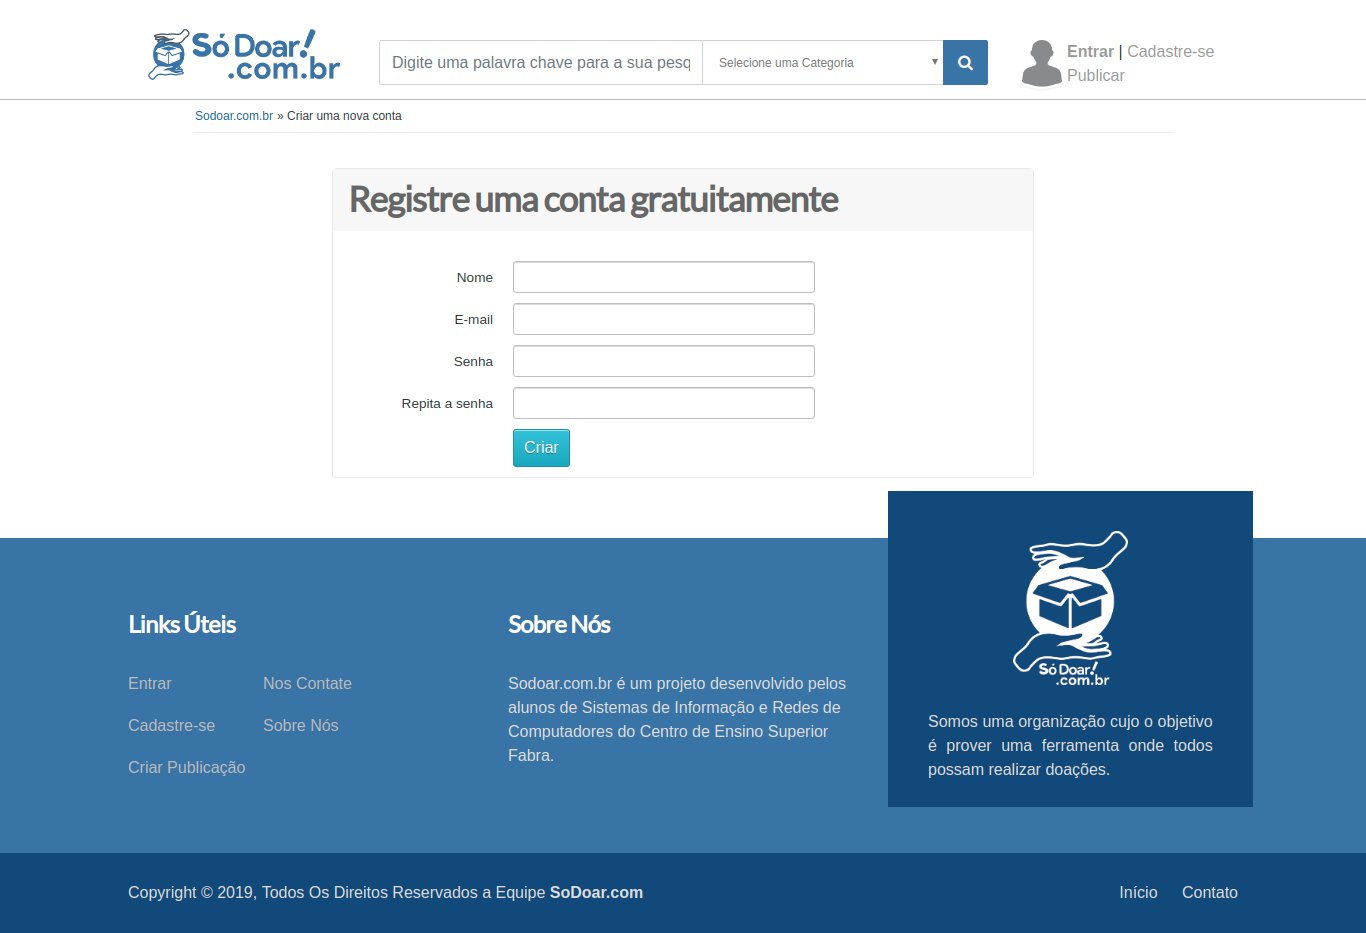 Só Doar!
.com.br
Digite uma palavra chave para a sua pesq
Selecione uma Categoria
Entrar | Cadastre-se
Publicar
Sodoar.com.br » Criar uma nova conta
Registre uma conta gratuitamente
Nome
E-mail
Senha
Repita a senha
Criar
Links Úteis
Entrar
Nos Contate
Cadastre-se
Sobre Nós
Criar Publicação
Sobre Nós
Sodoar.com.br é um projeto desenvolvido pelos
alunos de Sistemas de Informação e Redes de
Computadores do Centro de Ensino Superior
Fabra.
Só Doar!
.com.br
Somos uma organização cujo o objetivo
é prover uma ferramenta onde todos
possam realizar doações.
Copyright © 2019, Todos Os Direitos Reservados a Equipe SoDoar.com
Início
Contato